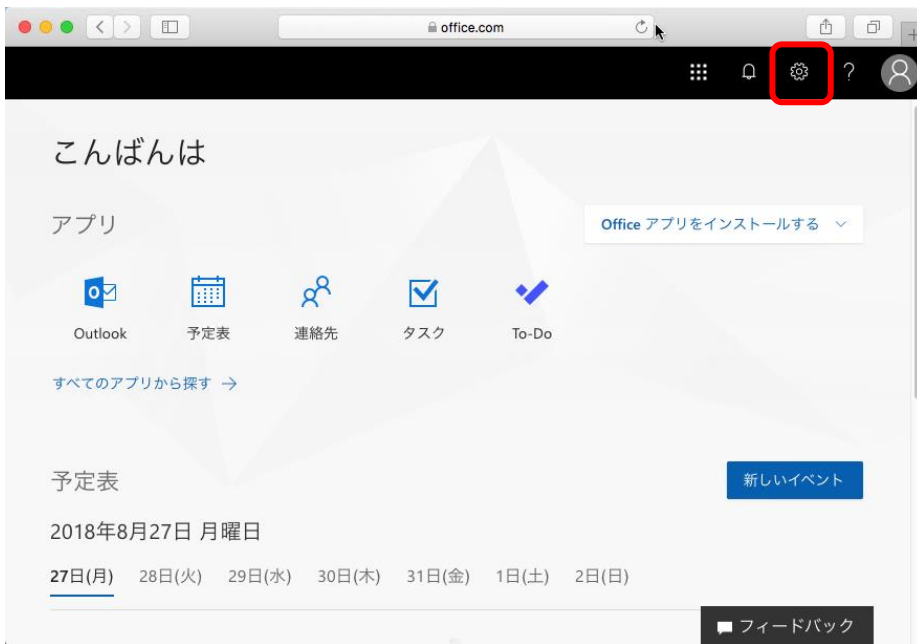 office.com
?
こんばんは
アプリ
Office アプリをインストールする
Outlook
予定表
連絡先
タスク
To-Do
すべてのアプリから探す →
予定表
新しいイベント
2018年8月27日 月曜日
27日(月) 28日(火) 29日(水) 30日(木) 31日(金) 1日(土) 2日(日)
フィードバック